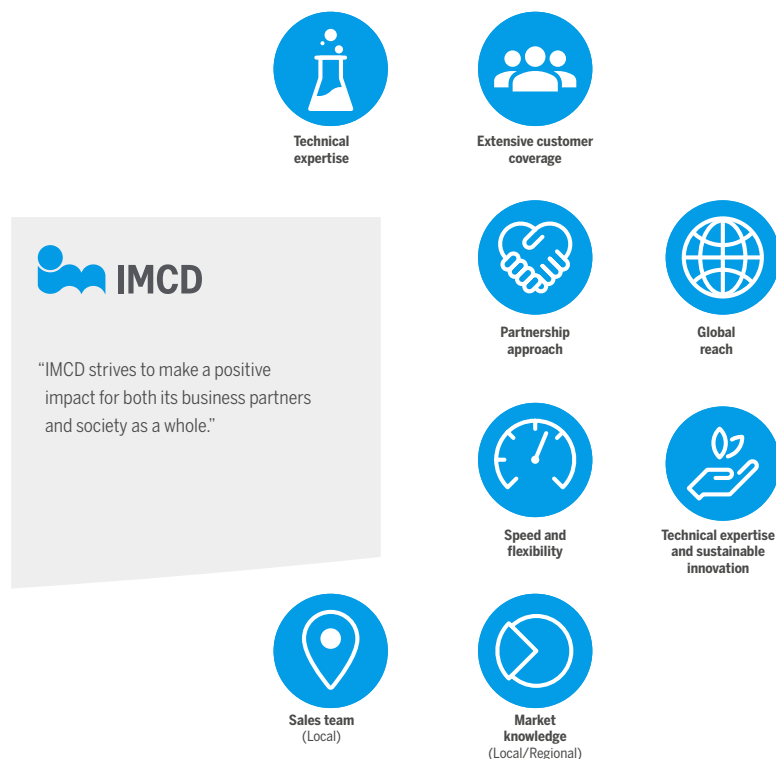 Technical
expertise
Extensive customer
coverage
IMCD
“IMCD strives to make a positive
impact for both its business partners
and society as a whole.”
Partnership
approach
Global
reach
Speed and
flexibility
Technical expertise
and sustainable
innovation
Sales team
(Local)
Market
knowledge
(Local/Regional)